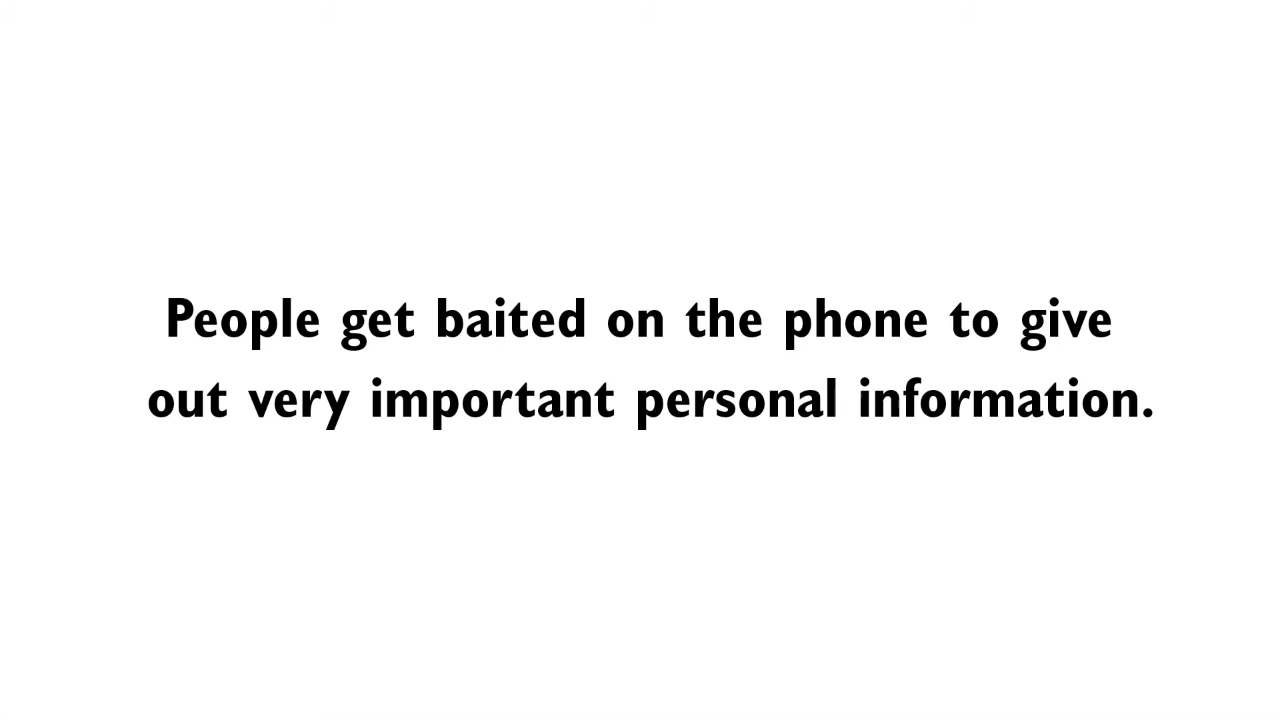 People get baited on the phone to give
out very important personal information.